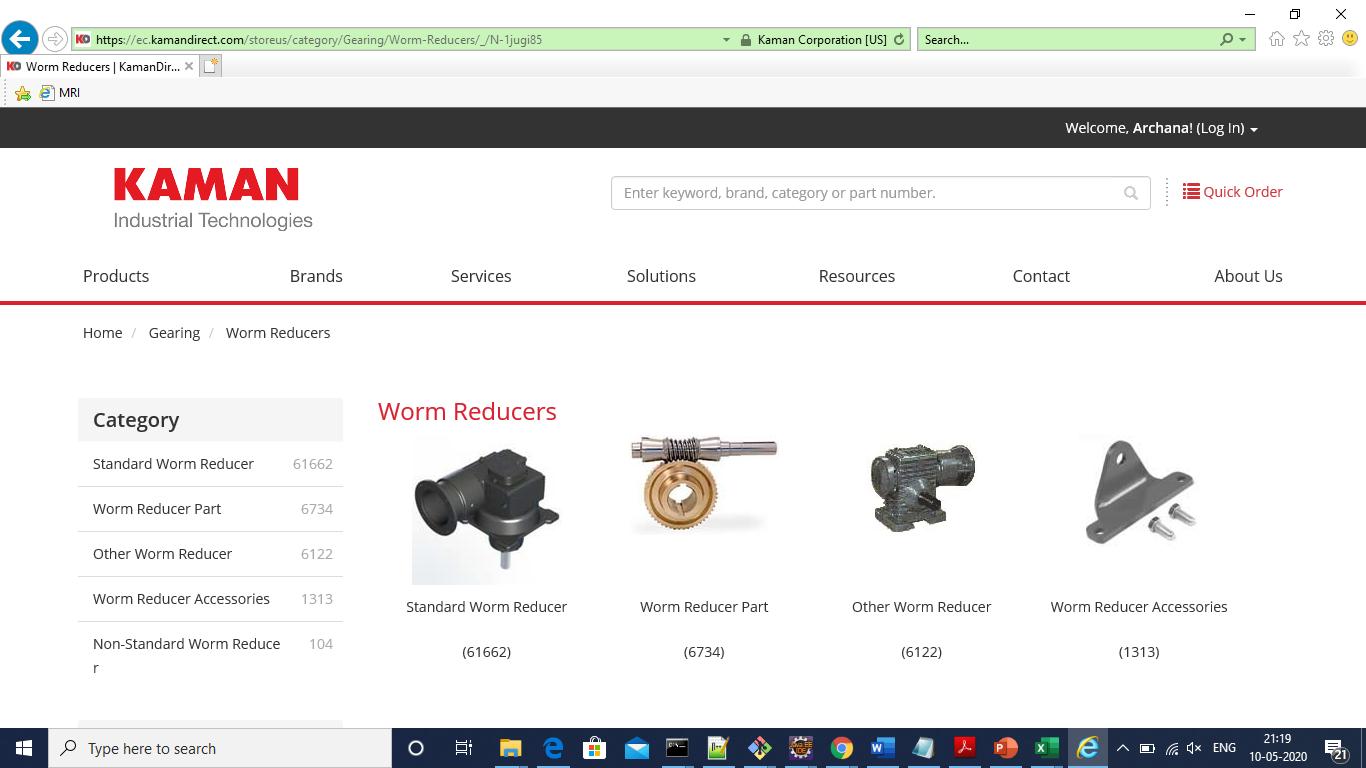 https://ec.kamandirect.com/storeus/category/Gearing/Worm-Reducers/_/N-1jugi85
Kaman Corporation [US]
Search...
Worm Reducers | KamanDir...
MRI
Welcome, Archana! (Log In)
KAMAN
Industrial Technologies
Enter keyword, brand, category or part number.
Quick Order
Products Brands Services Solutions Resources Contact About Us
Home / Gearing / Worm Reducers
Category
Standard Worm Reducer 61662
Worm Reducer Part 6734
Other Worm Reducer 6122
Worm Reducer Accessories 1313
Non-Standard Worm Reduce 104
r
Worm Reducers
Standard Worm Reducer Worm Reducer Part Other Worm Reducer Worm Reducer Accessories
(61662) (6734) (6122) (1313)
Type here to search
ENG
21:19
10-05-2020
21